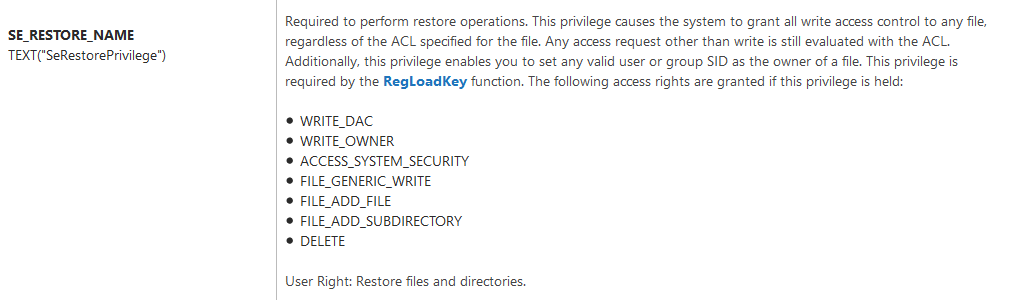 SE_RESTORE_NAME
TEXT("SeRestorePrivilege")
Required to perform restore operations. This privilege causes the system to grant all write access control to any file,
regardless of the ACL specified for the file. Any access request other than write is still evaluated with the ACL.
Additionally, this privilege enables you to set any valid user or group SID as the owner of a file. This privilege is
required by the RegLoadKey function. The following access rights are granted if this privilege is held:
• WRITE_DAC
• WRITE_OWNER
• ACCESS_SYSTEM_SECURITY
• FILE_GENERIC_WRITE
• FILE_ADD_FILE
• FILE_ADD_SUBDIRECTORY
• DELETE
User Right: Restore files and directories.